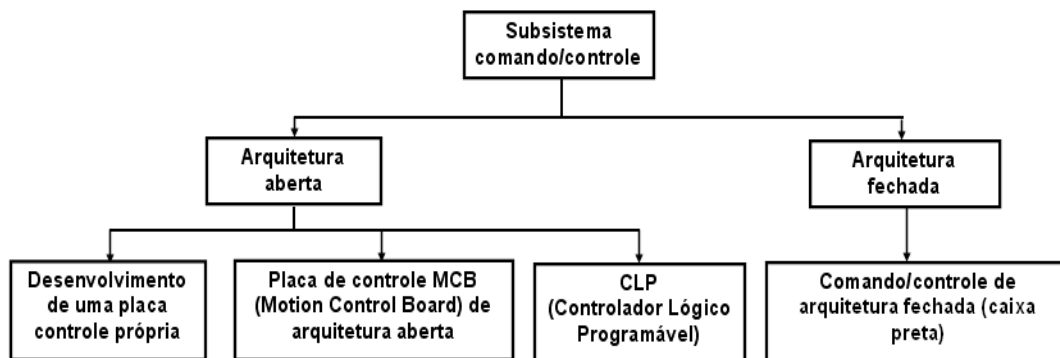 Subsistema
comando/controle
Arquitetura
aberta
Arquitetura
fechada
Desenvolvimento
de uma placa
controle própria
Placa de controle MCB
(Motion Control Board) de
arquitetura aberta
CLP
(Controlador Lógico
Programável)
Comando/controle de
arquitetura fechada (caixa
preta)